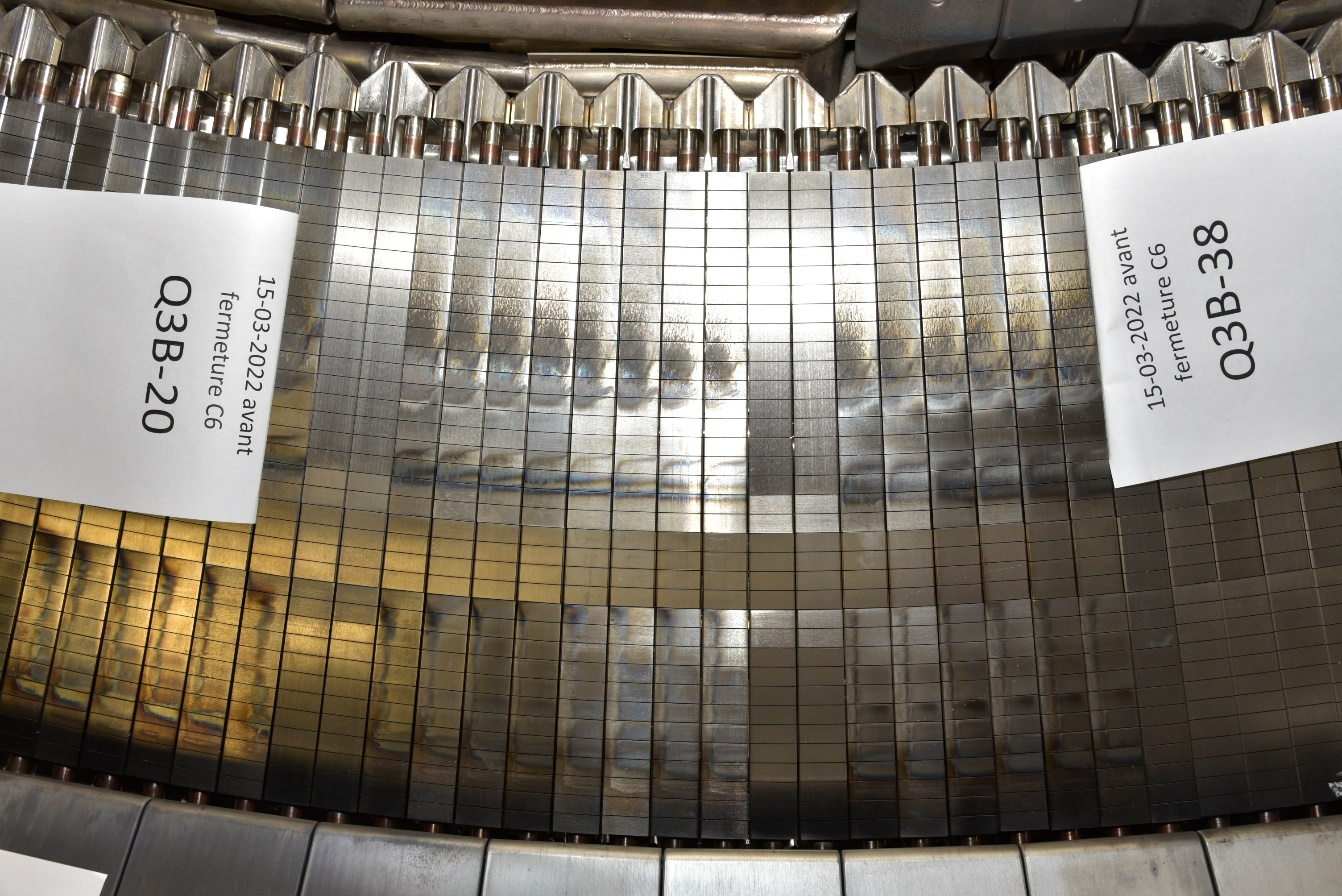 15-03-2022 avant
fermeture C6
Q3B-20
15-03-2022 avant
fermeture C6
Q3B-38